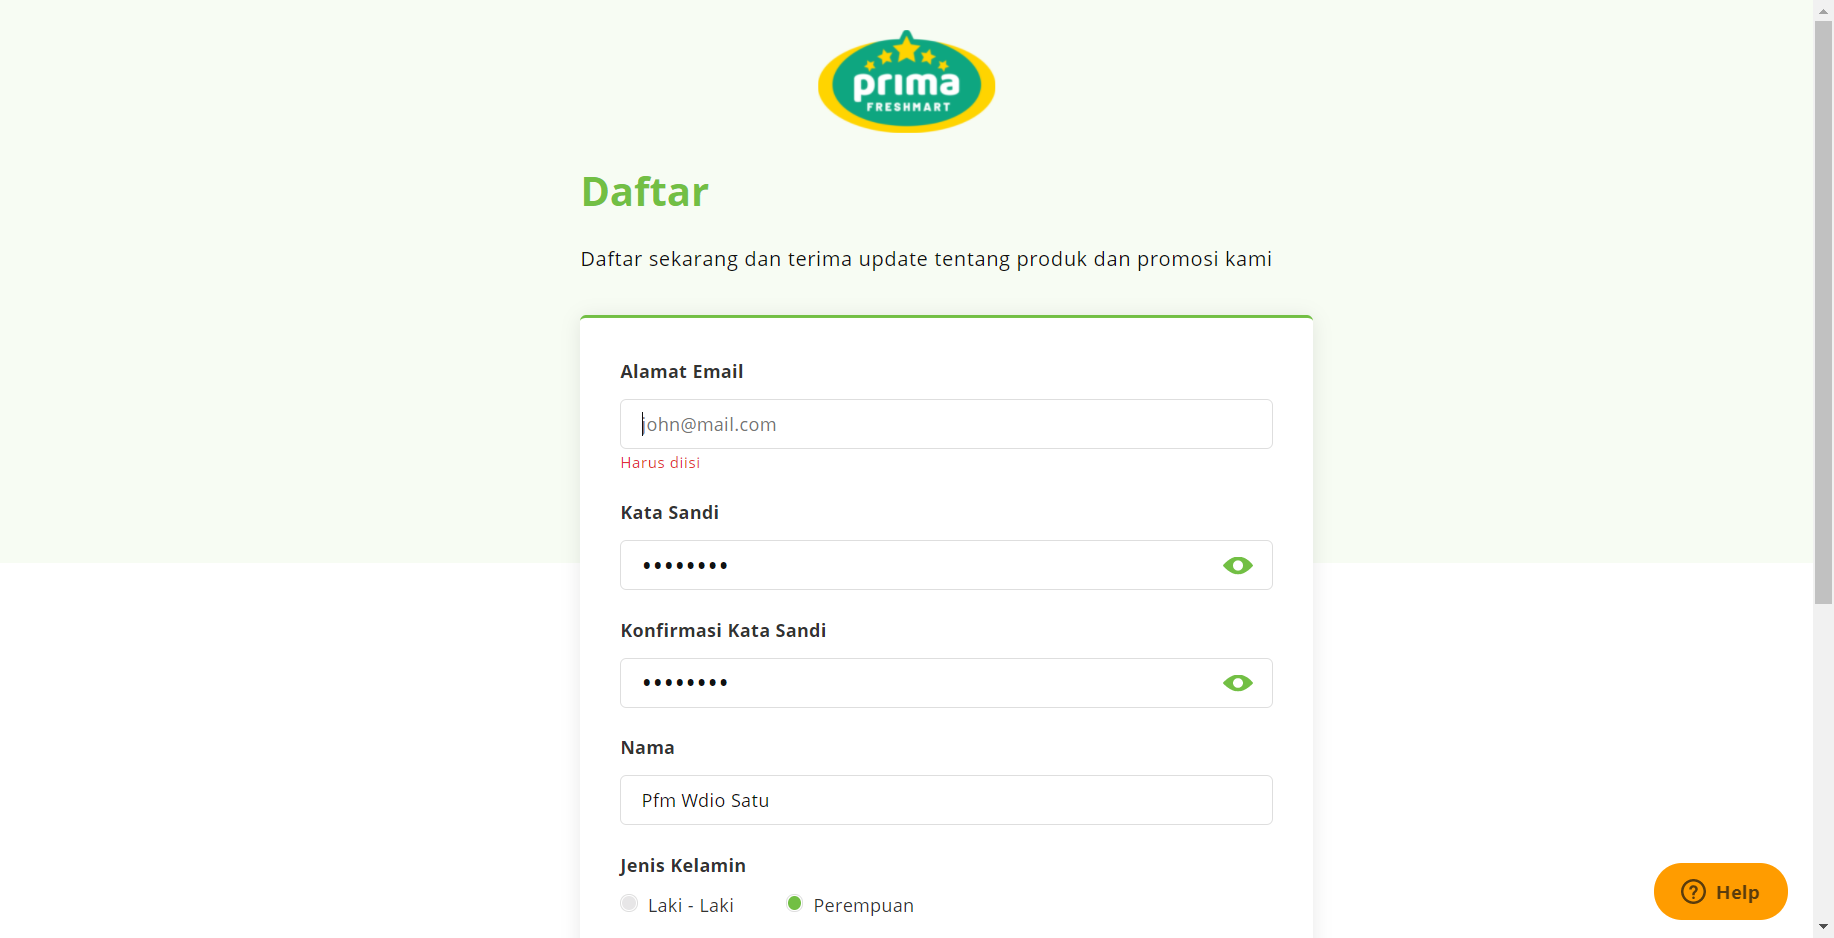 prima
FRESHMART
Daftar
Daftar sekarang dan terima update tentang produk dan promosi kami
Alamat Email
john@mail.com
Harus diisi
Kata Sandi
••••••••
Konfirmasi Kata Sandi
••••••••
Nama
Pfm Wdio Satu
Jenis Kelamin
Laki - Laki Perempuan
Help